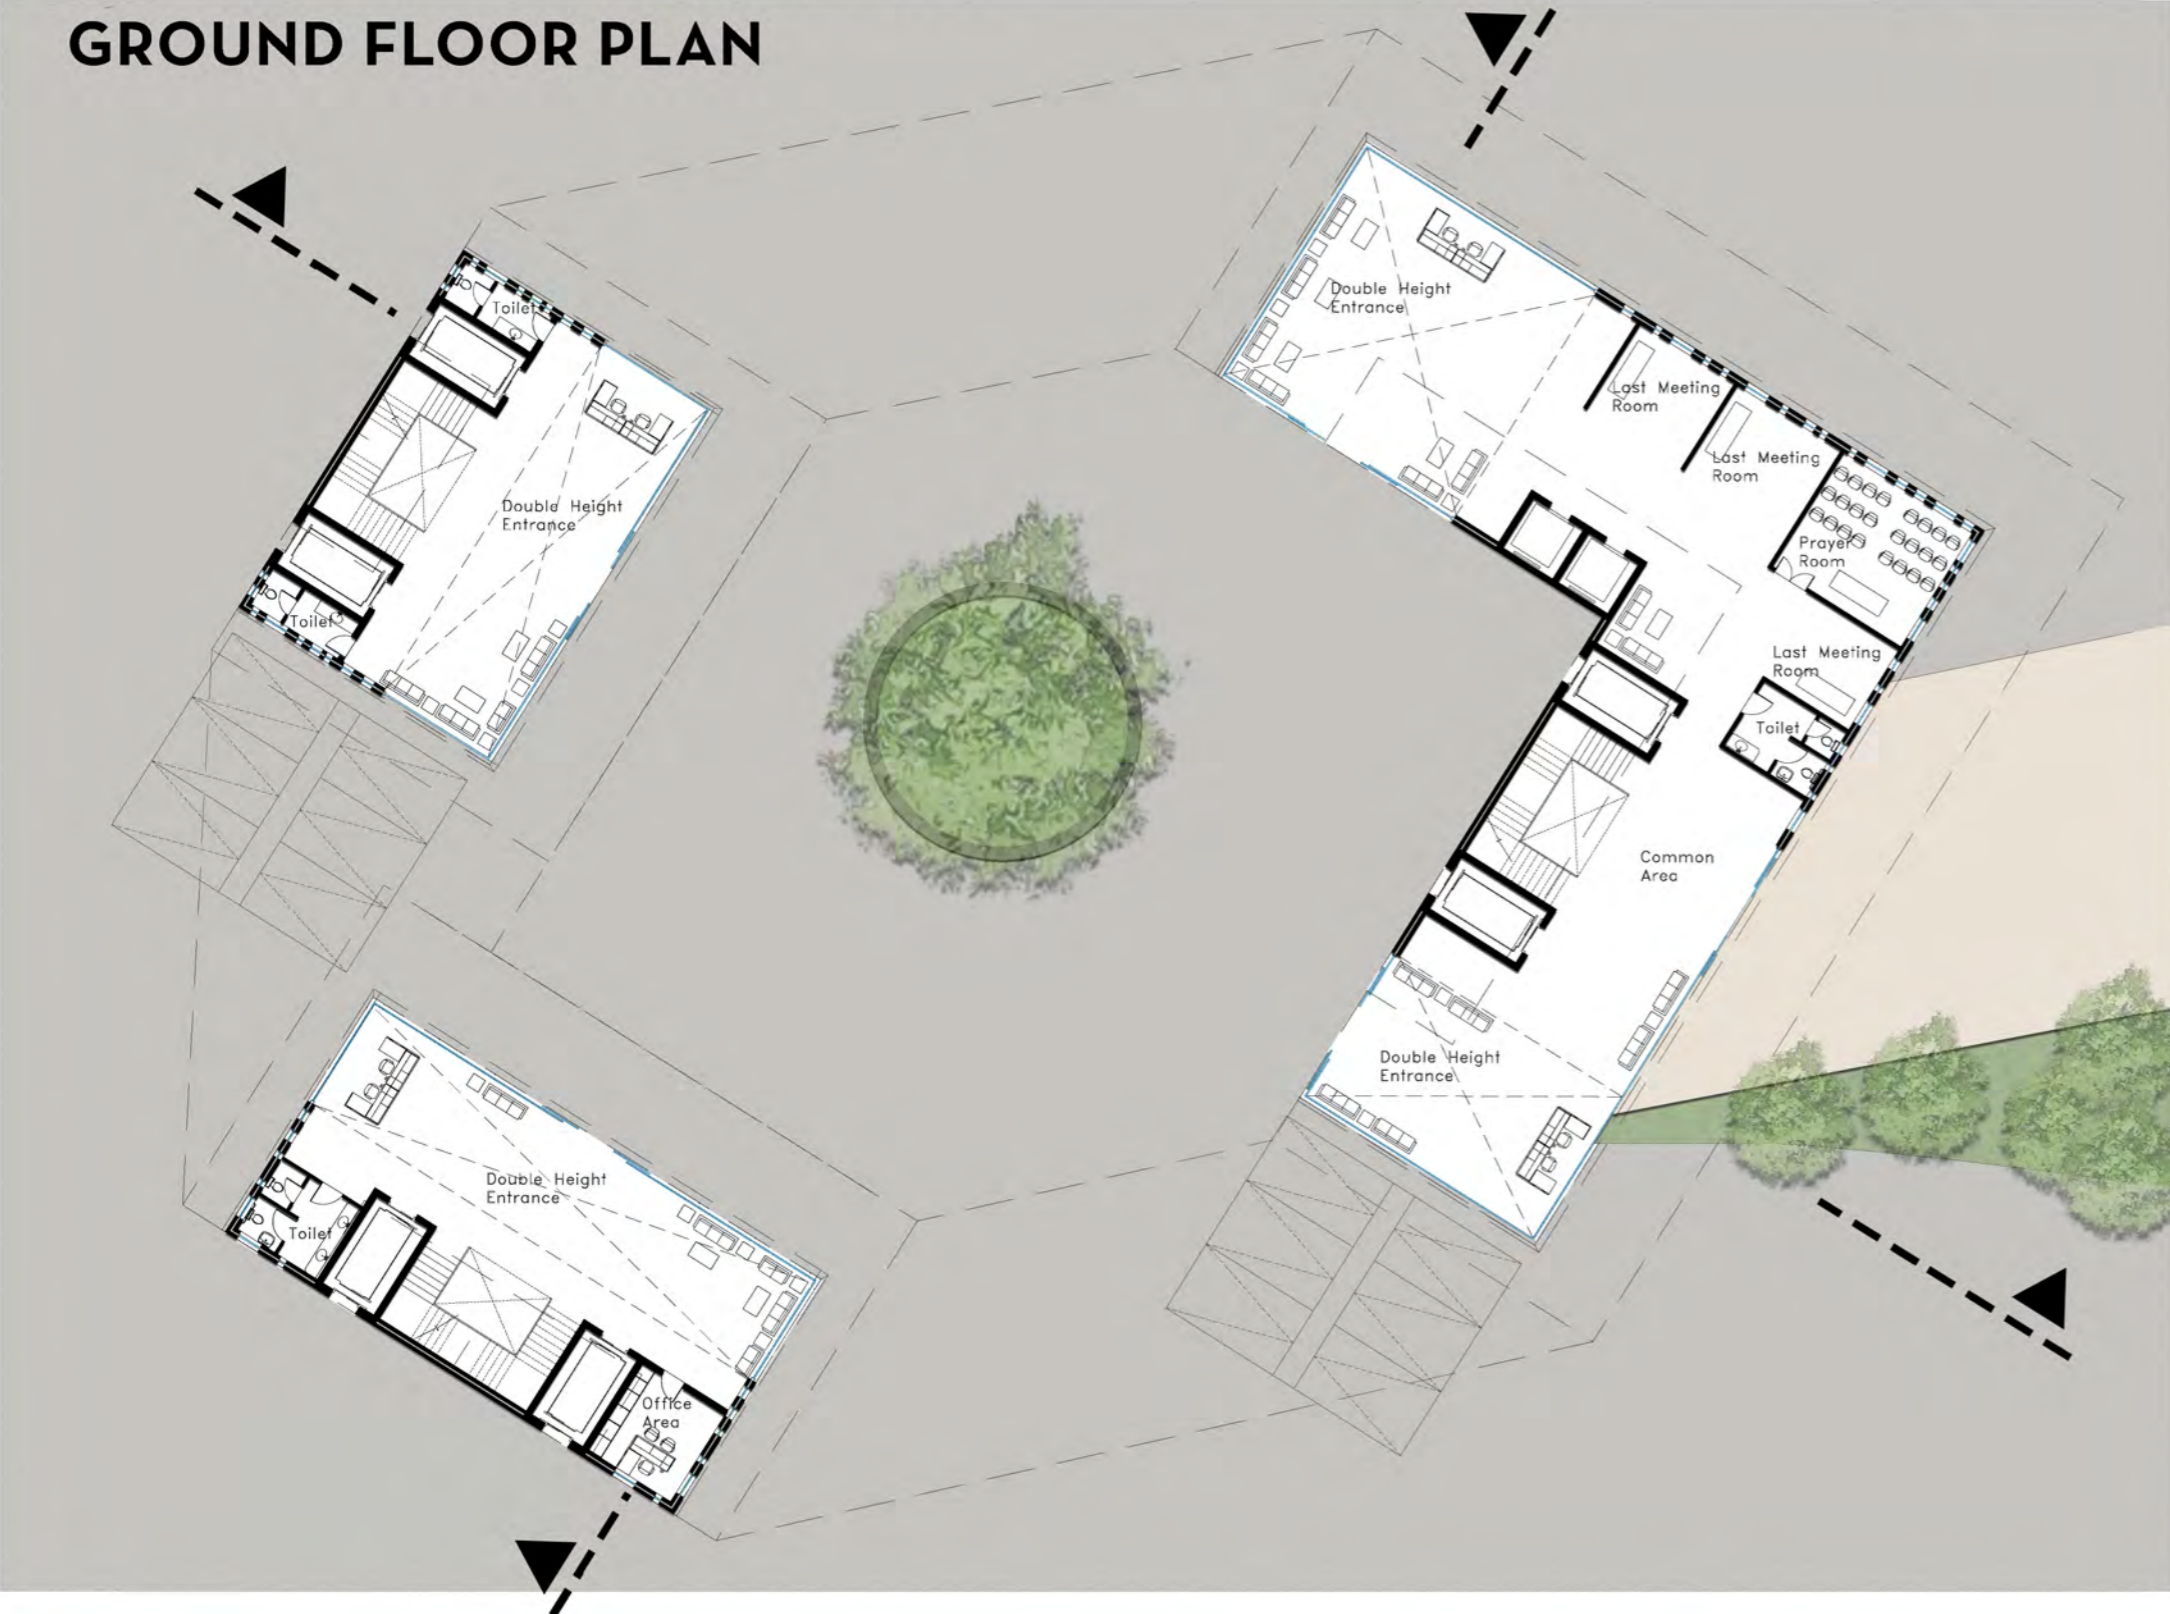 GROUND FLOOR PLAN
Toilet
Double Height
Entrance
Toilet
Double Height
Entrance
Last Meeting
Room
Last Meeting
Room
Prayer
Room
Last Meeting
Room
Toilet
Common
Area
Double Height
Entrance
Double Height
Entrance
Toilet
Office
Area